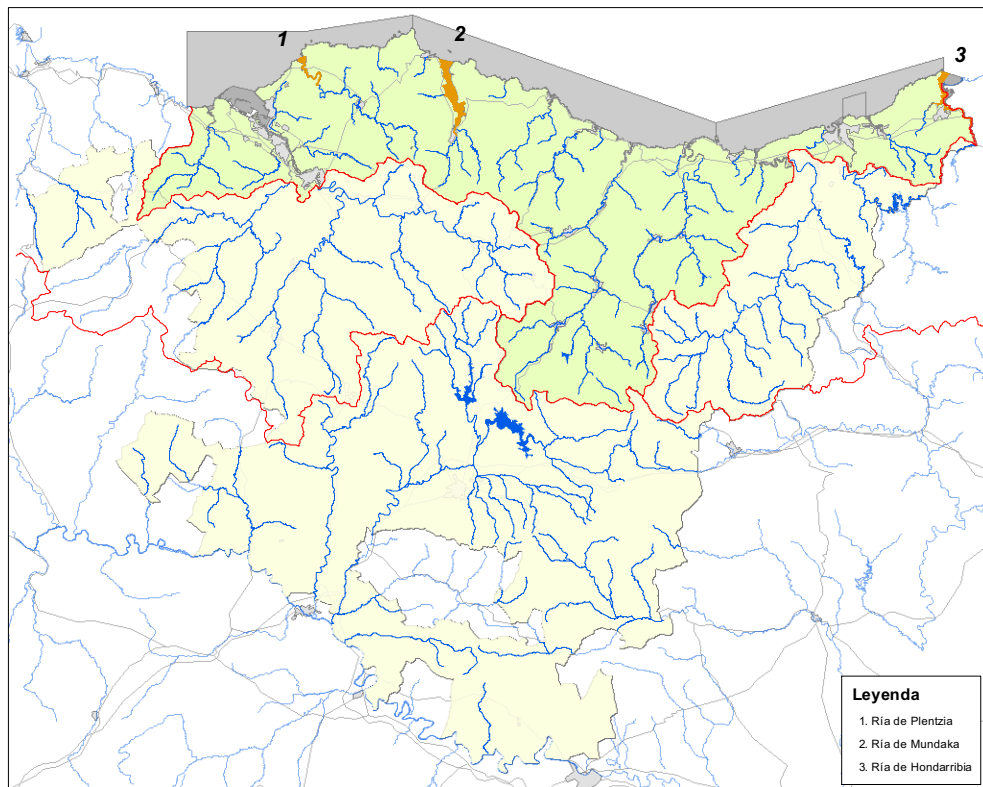 1
2
3
Leyenda
1. Ría de Plentzia
2. Ría de Mundaka
3. Ría de Hondarribia